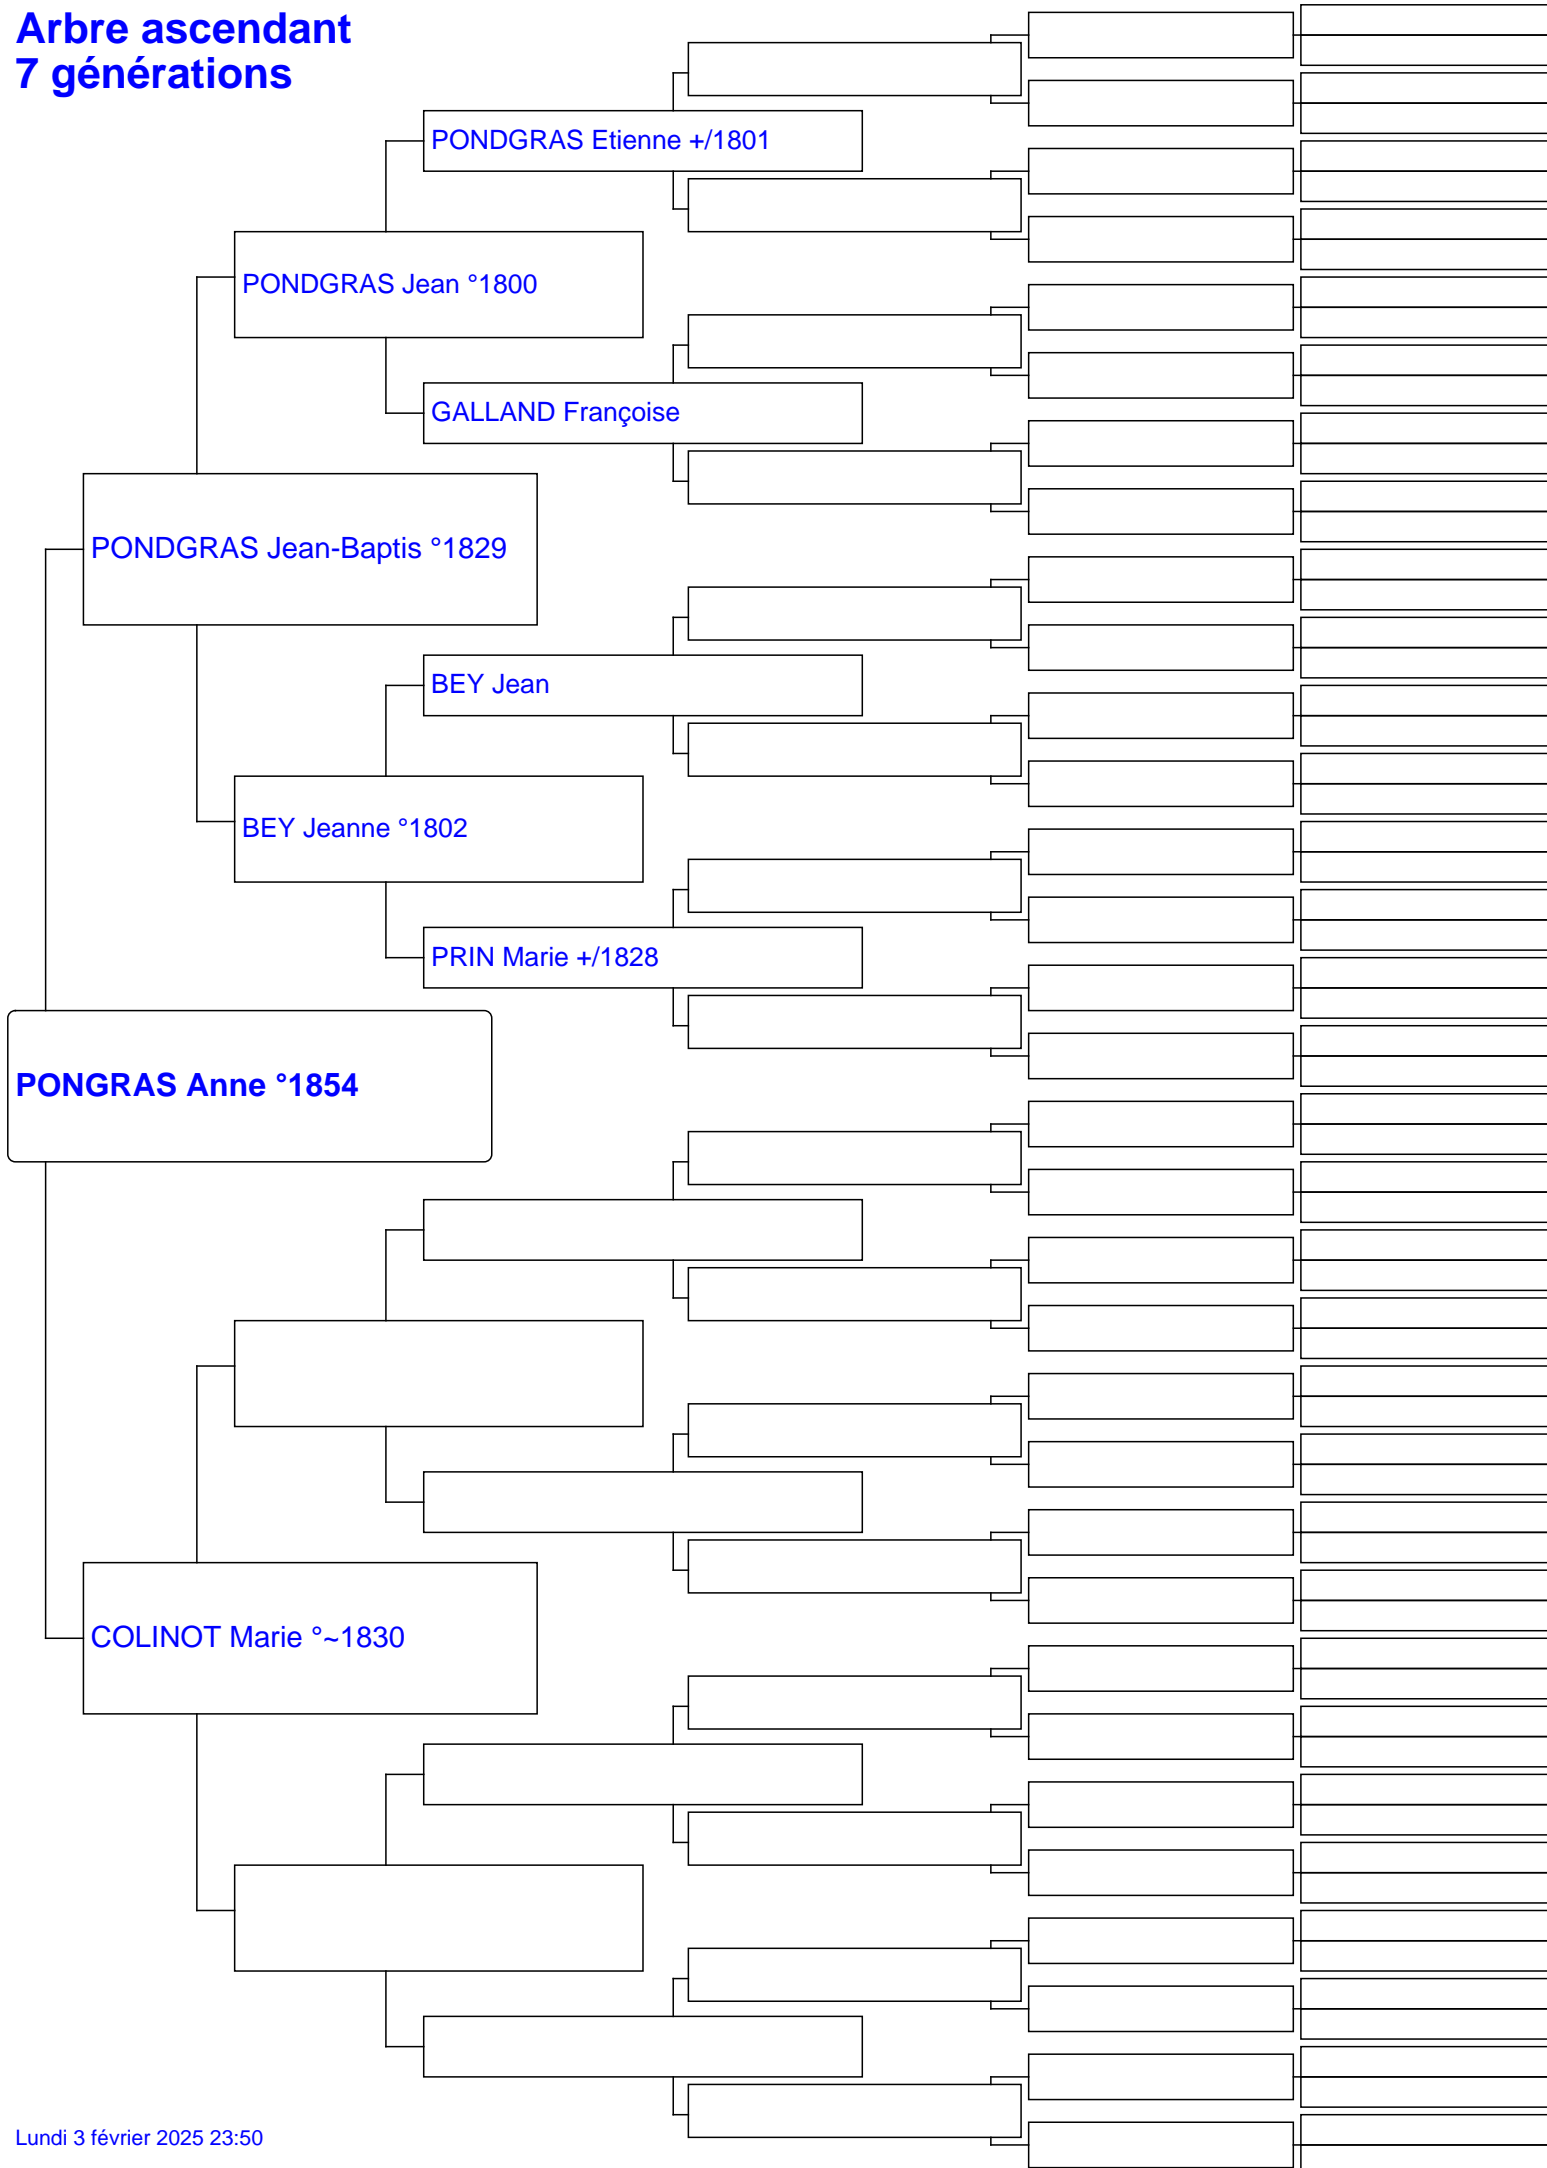 Arbre ascendant
7 générations
PONDGRAS Etienne +/1801
PONDGRAS Jean °1800
GALLAND Françoise
PONDGRAS Jean-Baptis °1829
BEY Jean
BEY Jeanne °1802
PRIN Marie +/1828
PONGRAS Anne °1854
COLINOT Marie °~1830
Lundi 3 février 2025 23:50